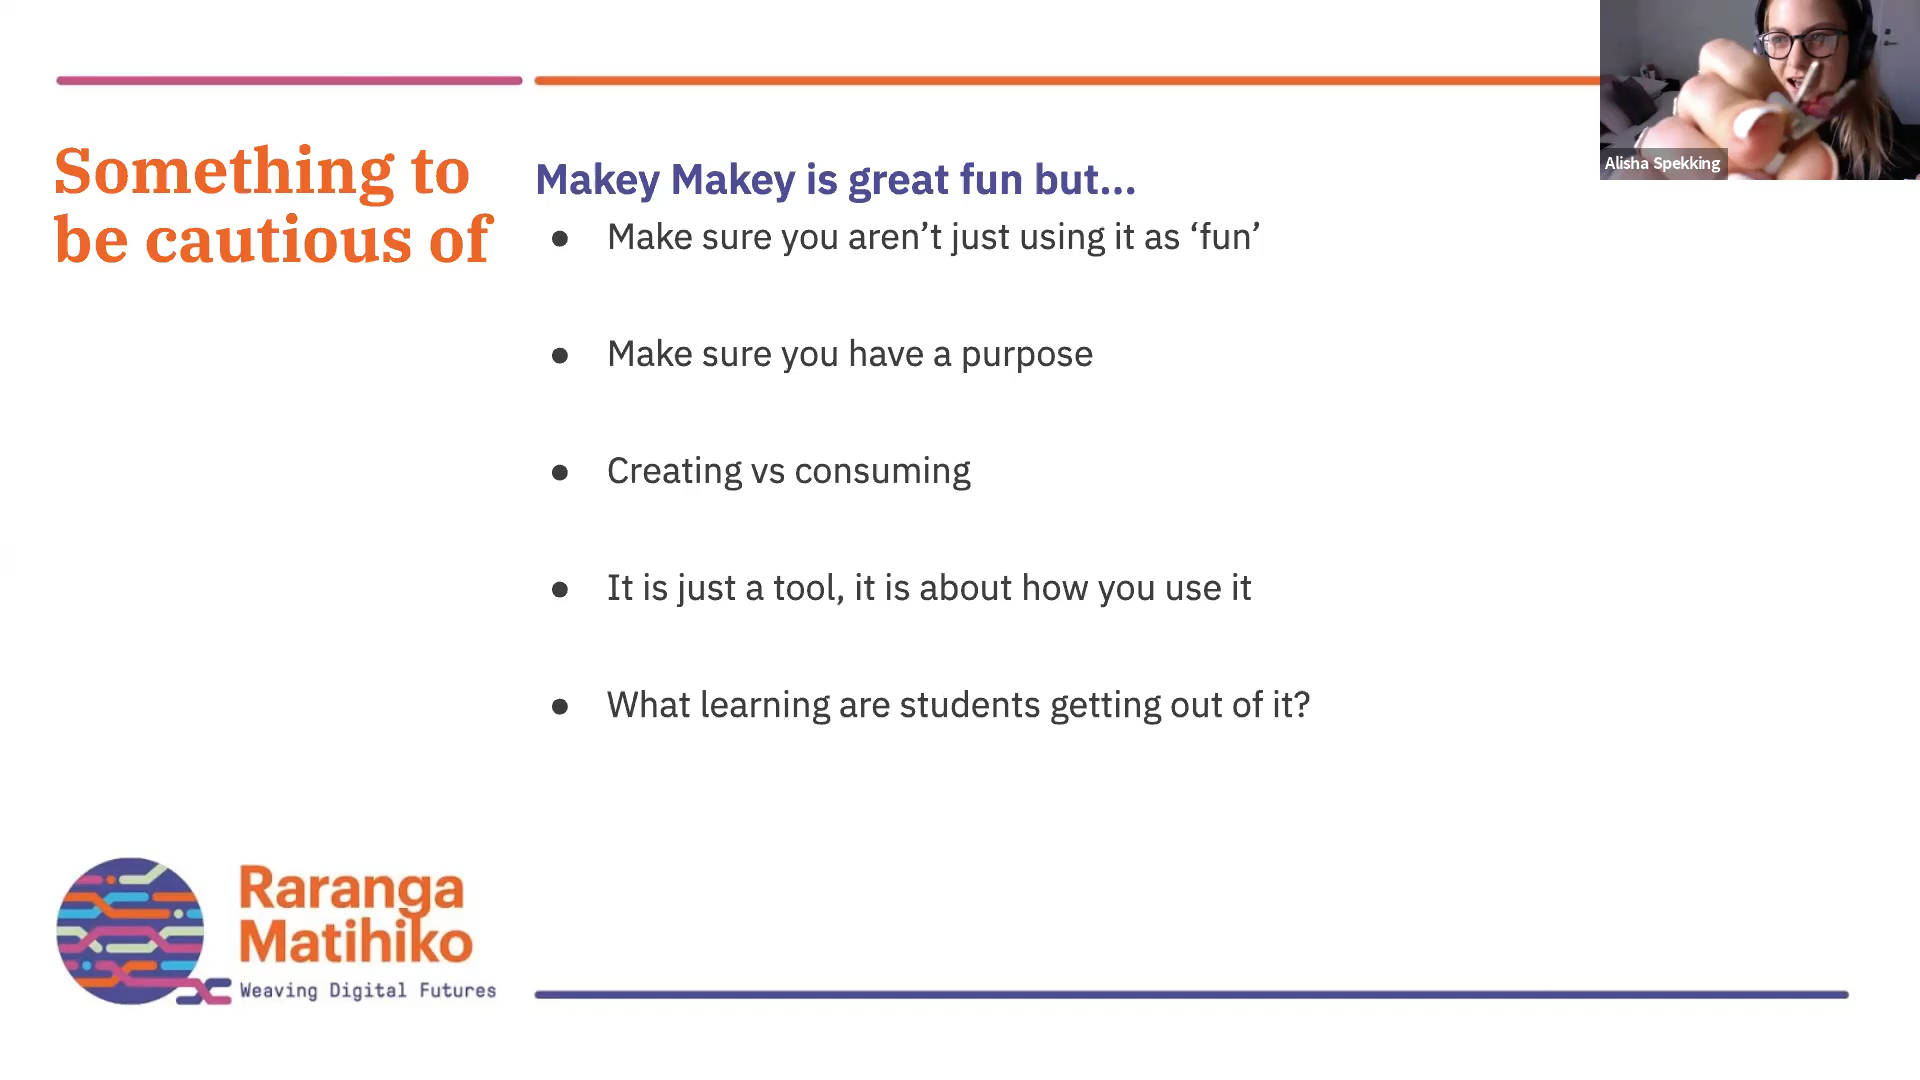 Something to
be cautious of
Makey Makey is great fun but...
● Make sure you aren’t just using it as ‘fun’
● Make sure you have a purpose
● Creating vs consuming
● It is just a tool, it is about how you use it
● What learning are students getting out of it?
Alisha Spekking
Raranga
Matihiko
Weaving Digital Futures